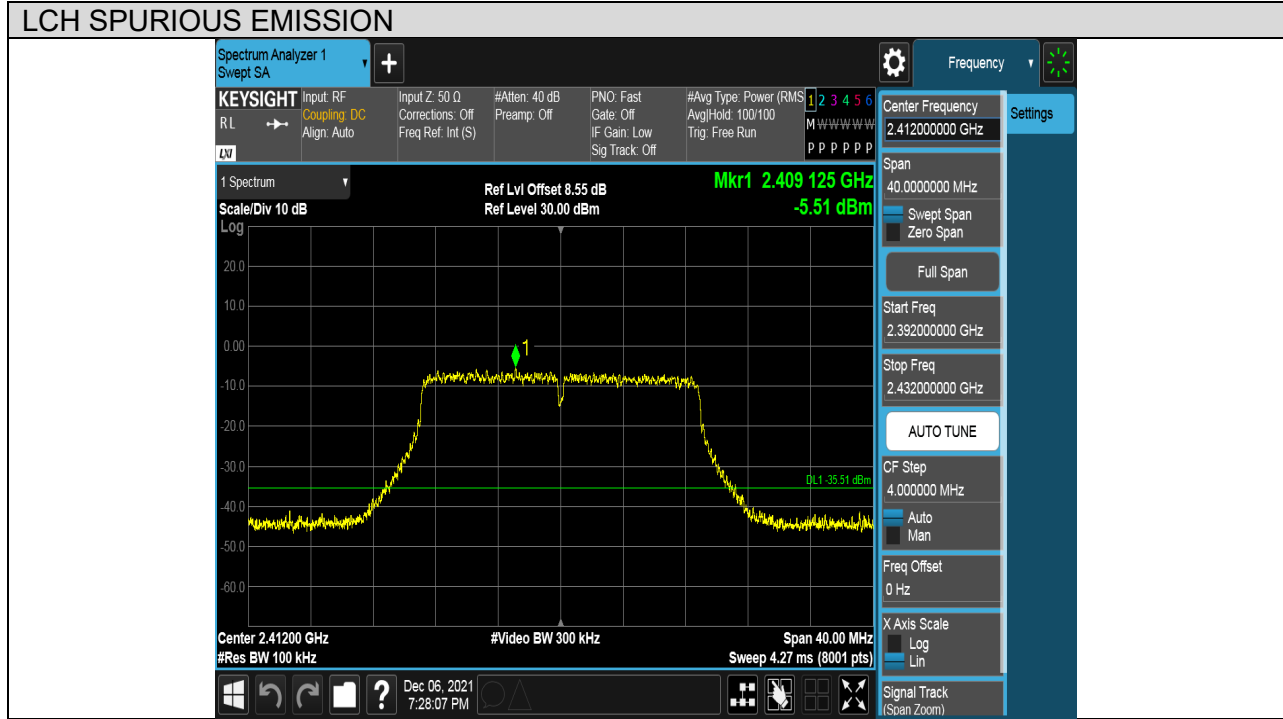 LCH SPURIOUS EMISSION
Spectrum Analyzer 1
Swept SA
+
Frequency
KEYSIGHT
RL
LXI
Input: RF
Coupling: DC
Align: Auto
Input Z: 50 Ω
Corrections: Off
Freq Ref: Int (S)
#Atten: 40 dB
Preamp: Off
PNO: Fast
Gate: Off
IF Gain: Low
Sig Track: Off
#Avg Type: Power (RMS
Avg|Hold: 100/100
Trig: Free Run
1 2 3 4 5 6
M W W W W W
P P P P P P
1 Spectrum
Scale/Div 10 dB
Ref Lvl Offset 8.55 dB
Ref Level 30.00 dBm
Mkr1 2.409 125 GHz
-5.51 dBm
Log
20.0
10.0
0.00
-10.0
-20.0
-30.0
-40.0
-50.0
-60.0
1
DL1 -35.51 dBm
Center 2.41200 GHz
#Res BW 100 kHz
#Video BW 300 kHz
Span 40.00 MHz
Sweep 4.27 ms (8001 pts)
?
Dec 06, 2021
7:28:07 PM
Center Frequency
2.412000000 GHz
Settings
Span
40.0000000 MHz
Swept Span
Zero Span
Full Span
Start Freq
2.392000000 GHz
Stop Freq
2.432000000 GHz
AUTO TUNE
CF Step
4.000000 MHz
Auto
Man
Freq Offset
0 Hz
X Axis Scale
Log
Lin
Signal Track
(Span Zoom)